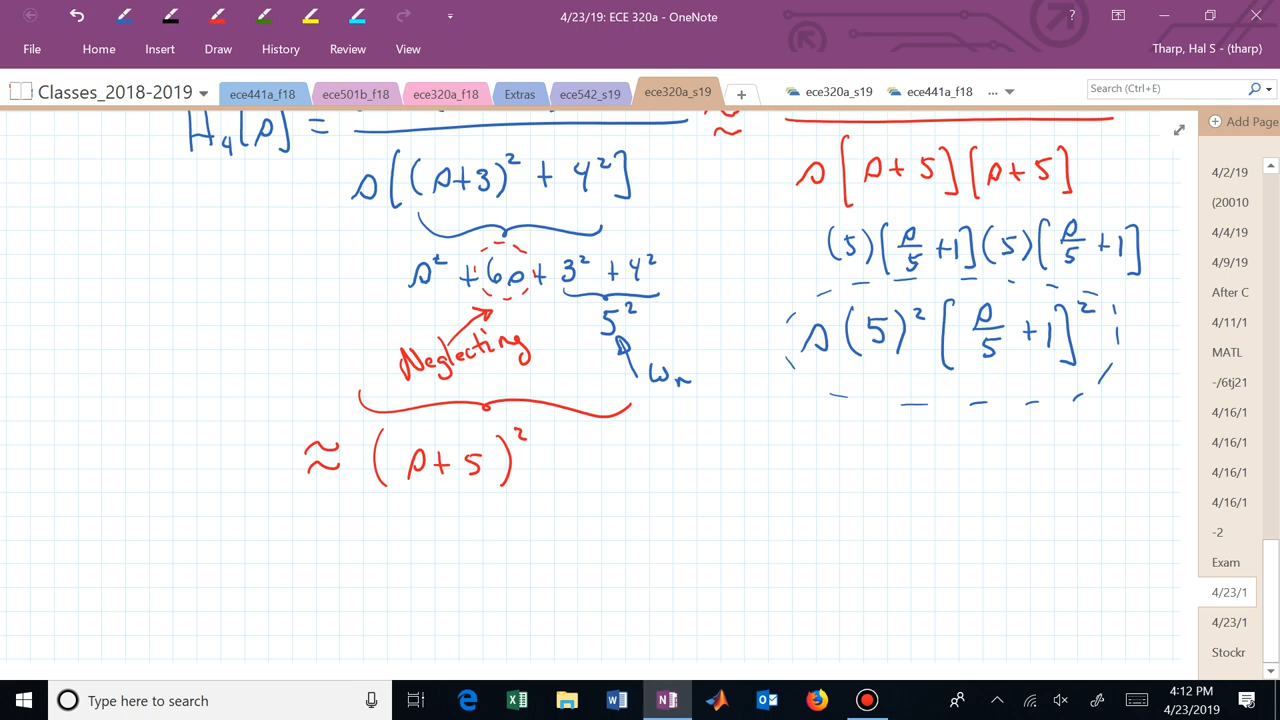 4/23/19: ECE 320a - OneNote
?
File Home Insert Draw History Review View
Tharp, Hal S - (tharp)
Classes_2018-2019
ece441a_f18 ece501b_f18 ece320a_f18 Extras ece542_s19 ece320a_s19
ece320a_s19 ece441a_f18 ...
Search (Ctrl+E)
Add Page
H₄(s) = ≈
s[(s+3)² + 4²]
s² + 6s + 3² + 4²
5²
Neglecting
ωₙ
≈ (s+5)²
s[s+5][s+5]
(5)[s/5 +1](5)[s/5 +1]
s(5)²[s/5 +1]²
4/2/19
(20010
4/4/19
4/9/19
After C
4/11/1
MATL
-/6tj21
4/16/1
4/16/1
4/16/1
4/16/1
-2
Exam
4/23/1
4/23/1
Stockr
Type here to search
4:12 PM
4/23/2019